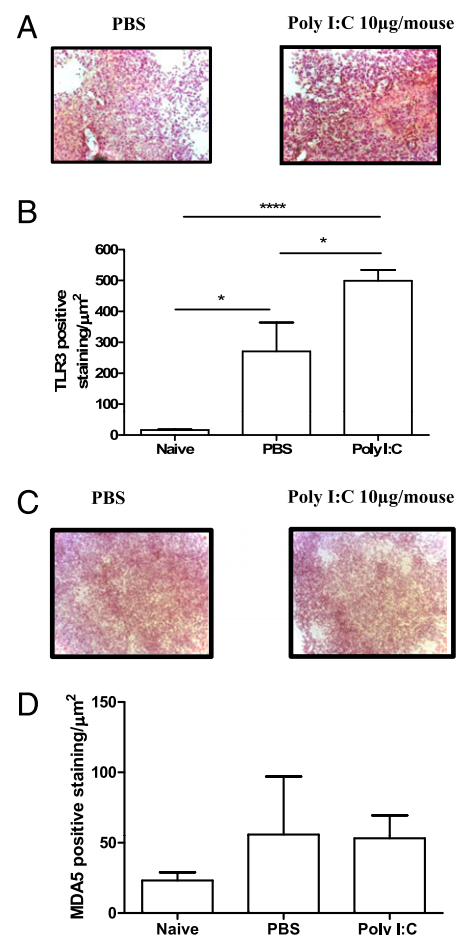 A
PBS
Poly I:C 10µg/mouse
B
****
*
*
TLR3 positive
staining/µm2
600
500
400
300
200
100
0
Naive
PBS
Poly I:C
C
PBS
Poly I:C 10µg/mouse
D
MDA5 positive staining/µm2
150
100
50
0
Naive
PBS
Poly I:C